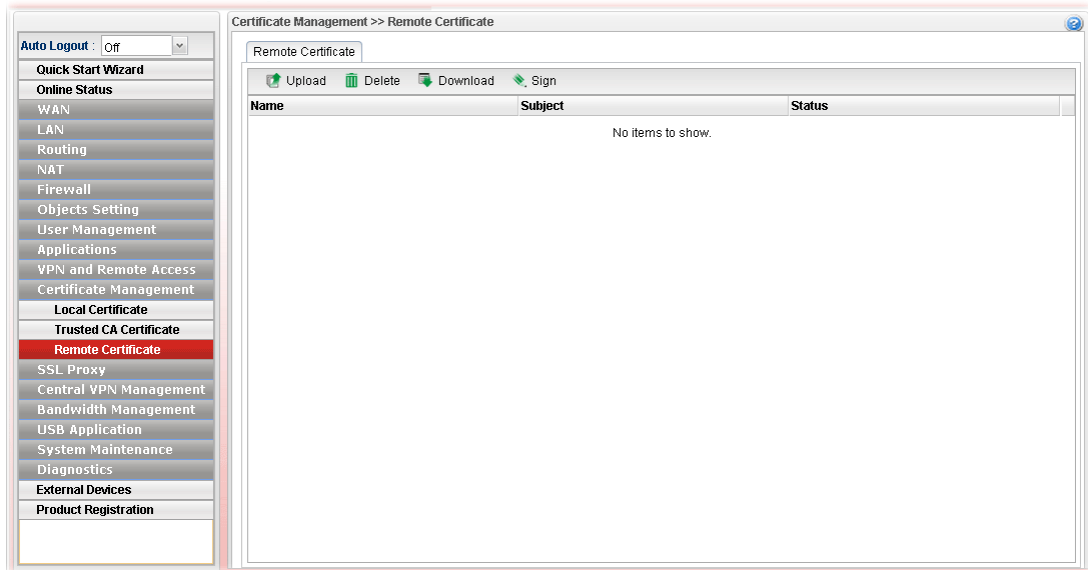 Certificate Management >> Remote Certificate
Auto Logout : Off
Quick Start Wizard
Online Status
WAN
LAN
Routing
NAT
Firewall
Objects Setting
User Management
Applications
VPN and Remote Access
Certificate Management
Local Certificate
Trusted CA Certificate
Remote Certificate
SSL Proxy
Central VPN Management
Bandwidth Management
USB Application
System Maintenance
Diagnostics
External Devices
Product Registration
Remote Certificate
Upload Delete Download Sign
Name Subject Status
No items to show.